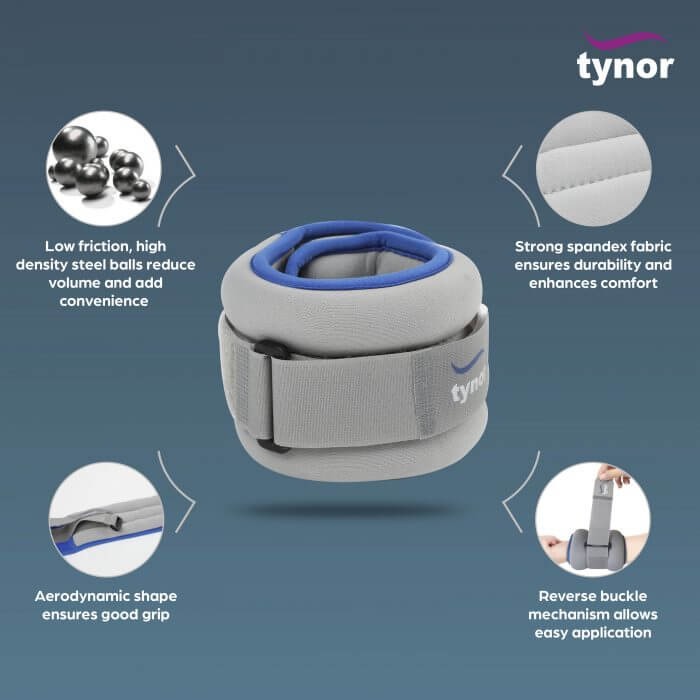 tynor
Low friction, high
density steel balls reduce
volume and add
convenience
Strong spandex fabric
ensures durability and
enhances comfort
tynor
Aerodynamic shape
ensures good grip
Reverse buckle
mechanism allows
easy application